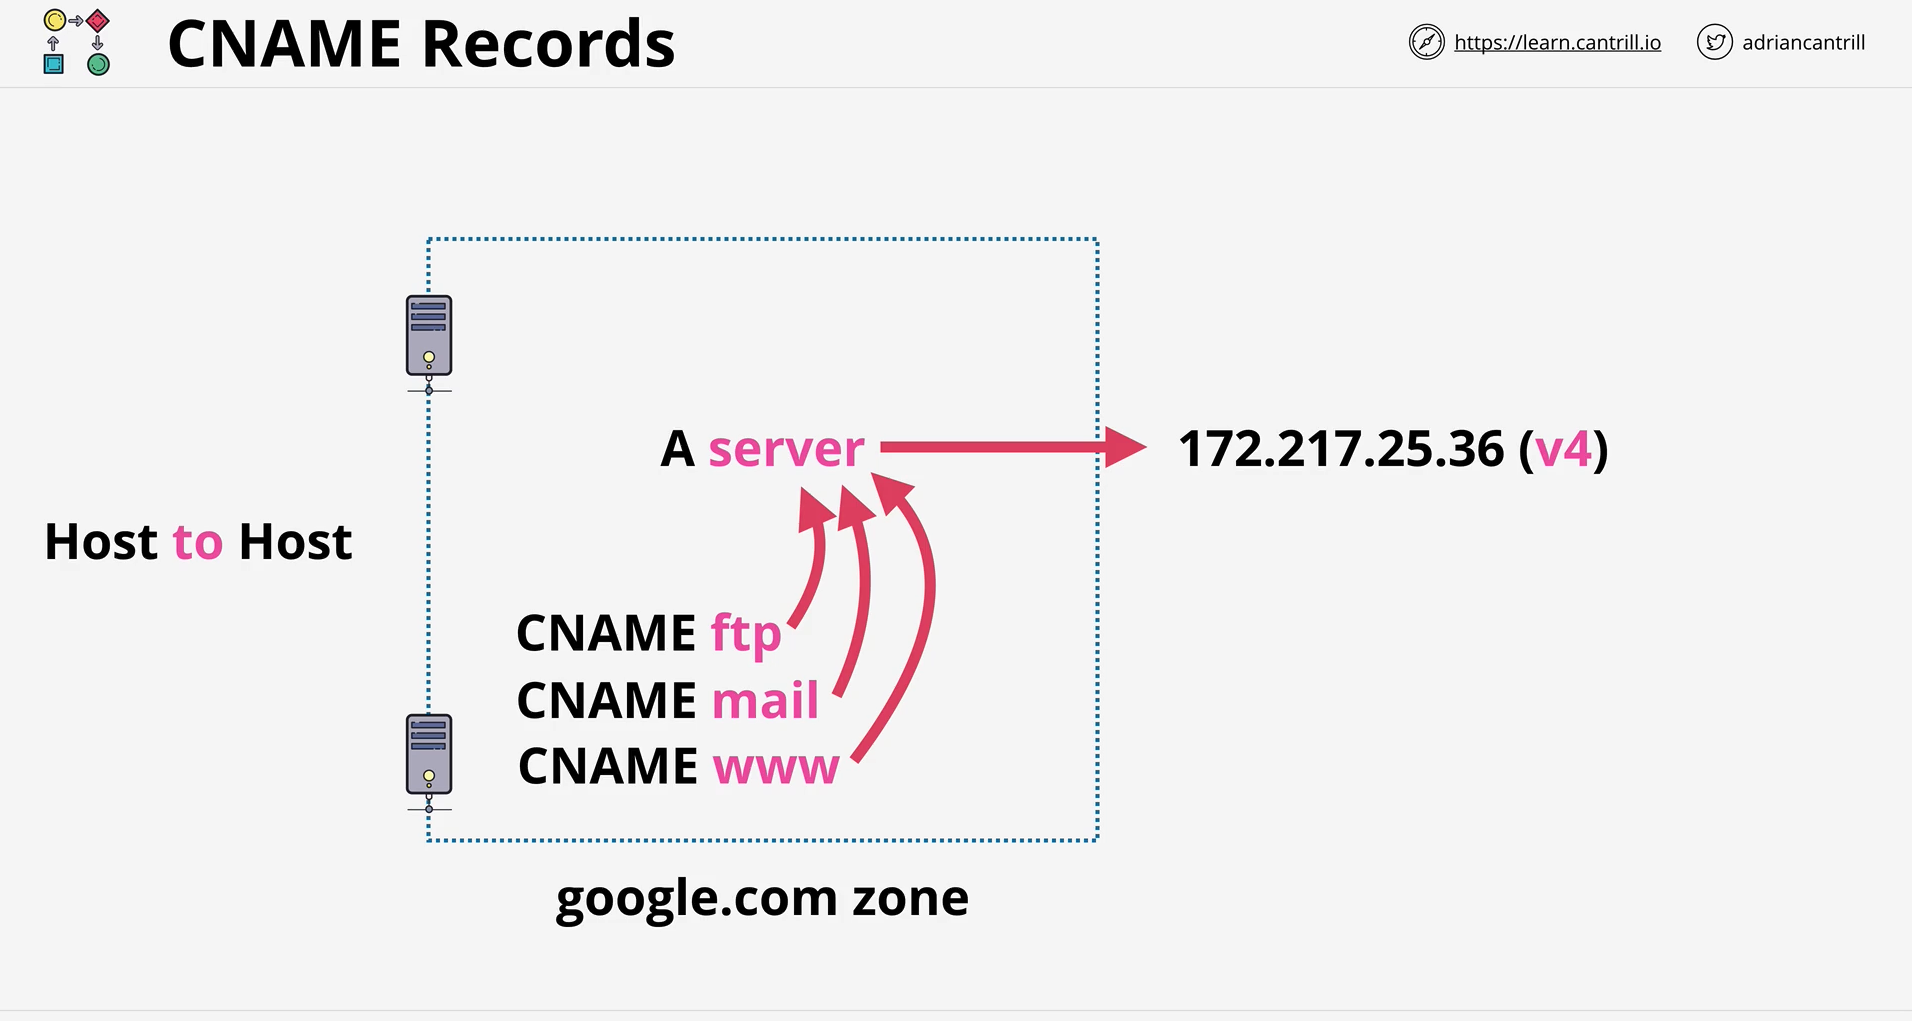 CNAME Records
https://learn.cantrill.io
adriancantrill
A server
172.217.25.36 (v4)
Host to Host
CNAME ftp
CNAME mail
CNAME www
google.com zone